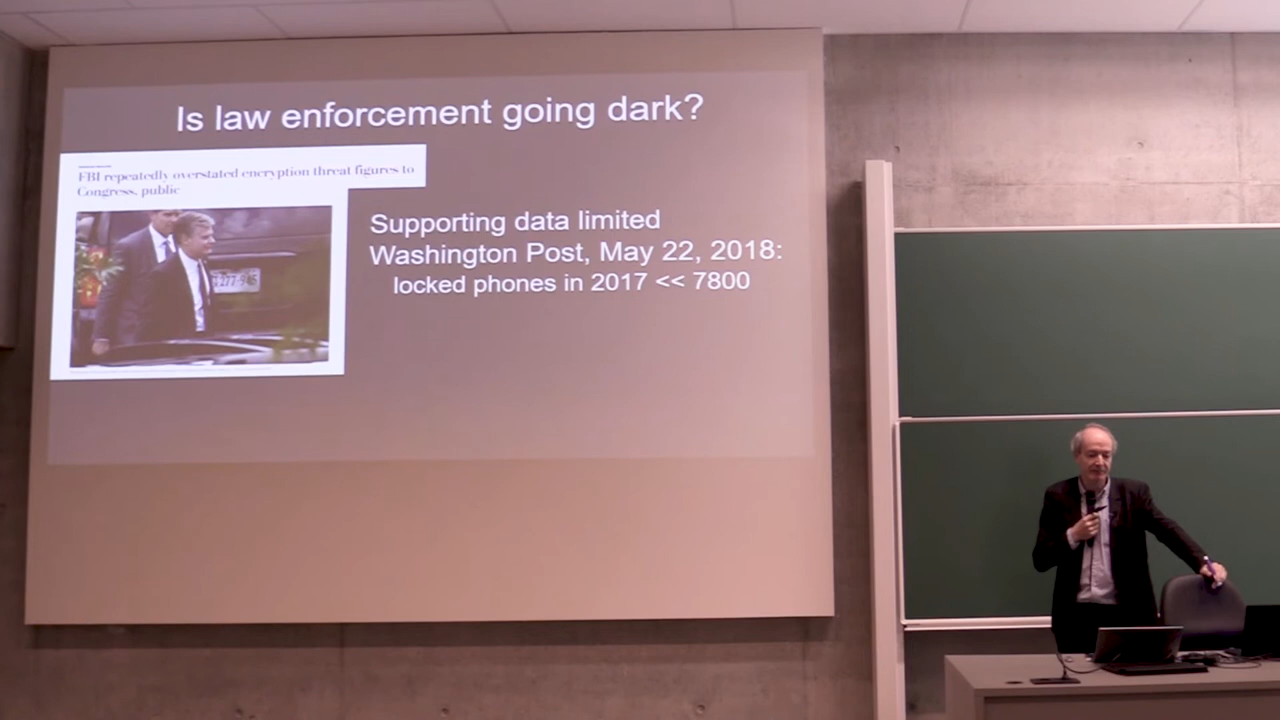 Is law enforcement going dark?
FBI repeatedly overstated encryption threat figures to
Congress, public
Supporting data limited
Washington Post, May 22, 2018:
locked phones in 2017 << 7800